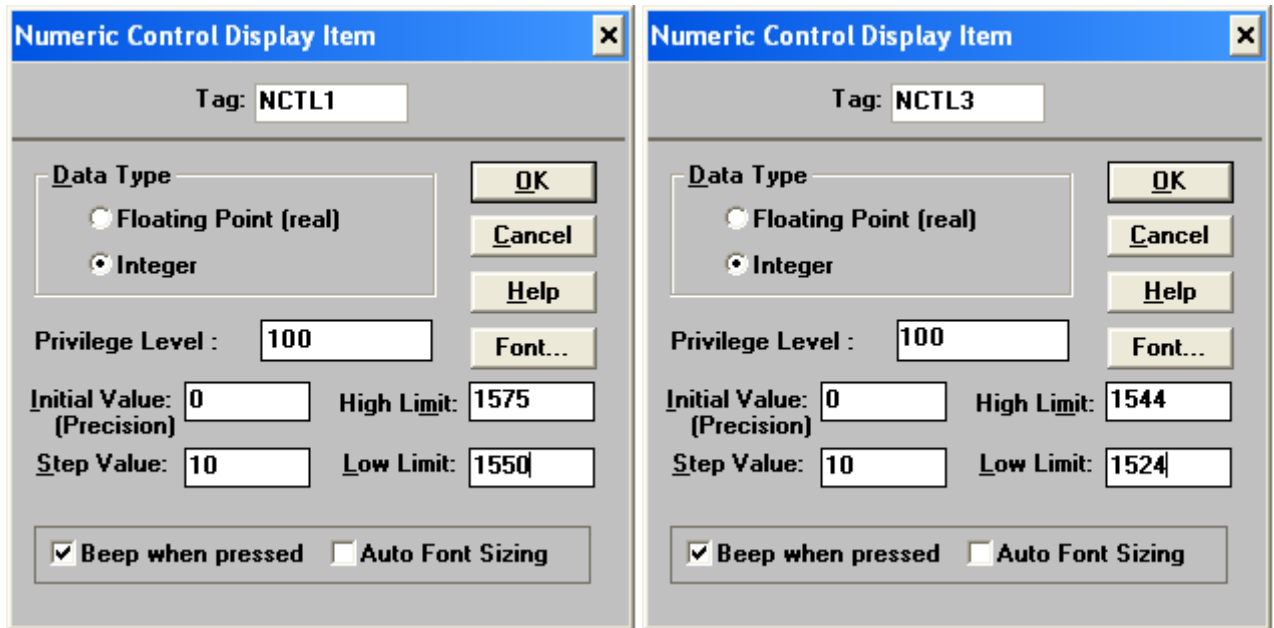 Numeric Control Display Item
Tag: NCTL1
Data Type
Floating Point (real)
Integer
OK
Cancel
Help
Font...
Privilege Level : 100
Initial Value: 0 High Limit: 1575
(Precision)
Step Value: 10 Low Limit: 1550
Beep when pressed Auto Font Sizing
Numeric Control Display Item
Tag: NCTL3
Data Type
Floating Point (real)
Integer
OK
Cancel
Help
Font...
Privilege Level : 100
Initial Value: 0 High Limit: 1544
(Precision)
Step Value: 10 Low Limit: 1524
Beep when pressed Auto Font Sizing